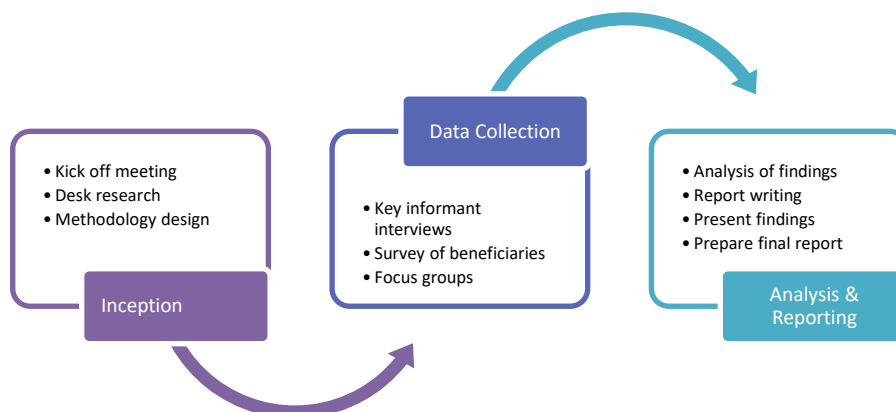 • Kick off meeting
• Desk research
• Methodology design
Inception
Data Collection
• Key informant
interviews
• Survey of beneficiaries
• Focus groups
• Analysis of findings
• Report writing
• Present findings
• Prepare final report
Analysis &
Reporting